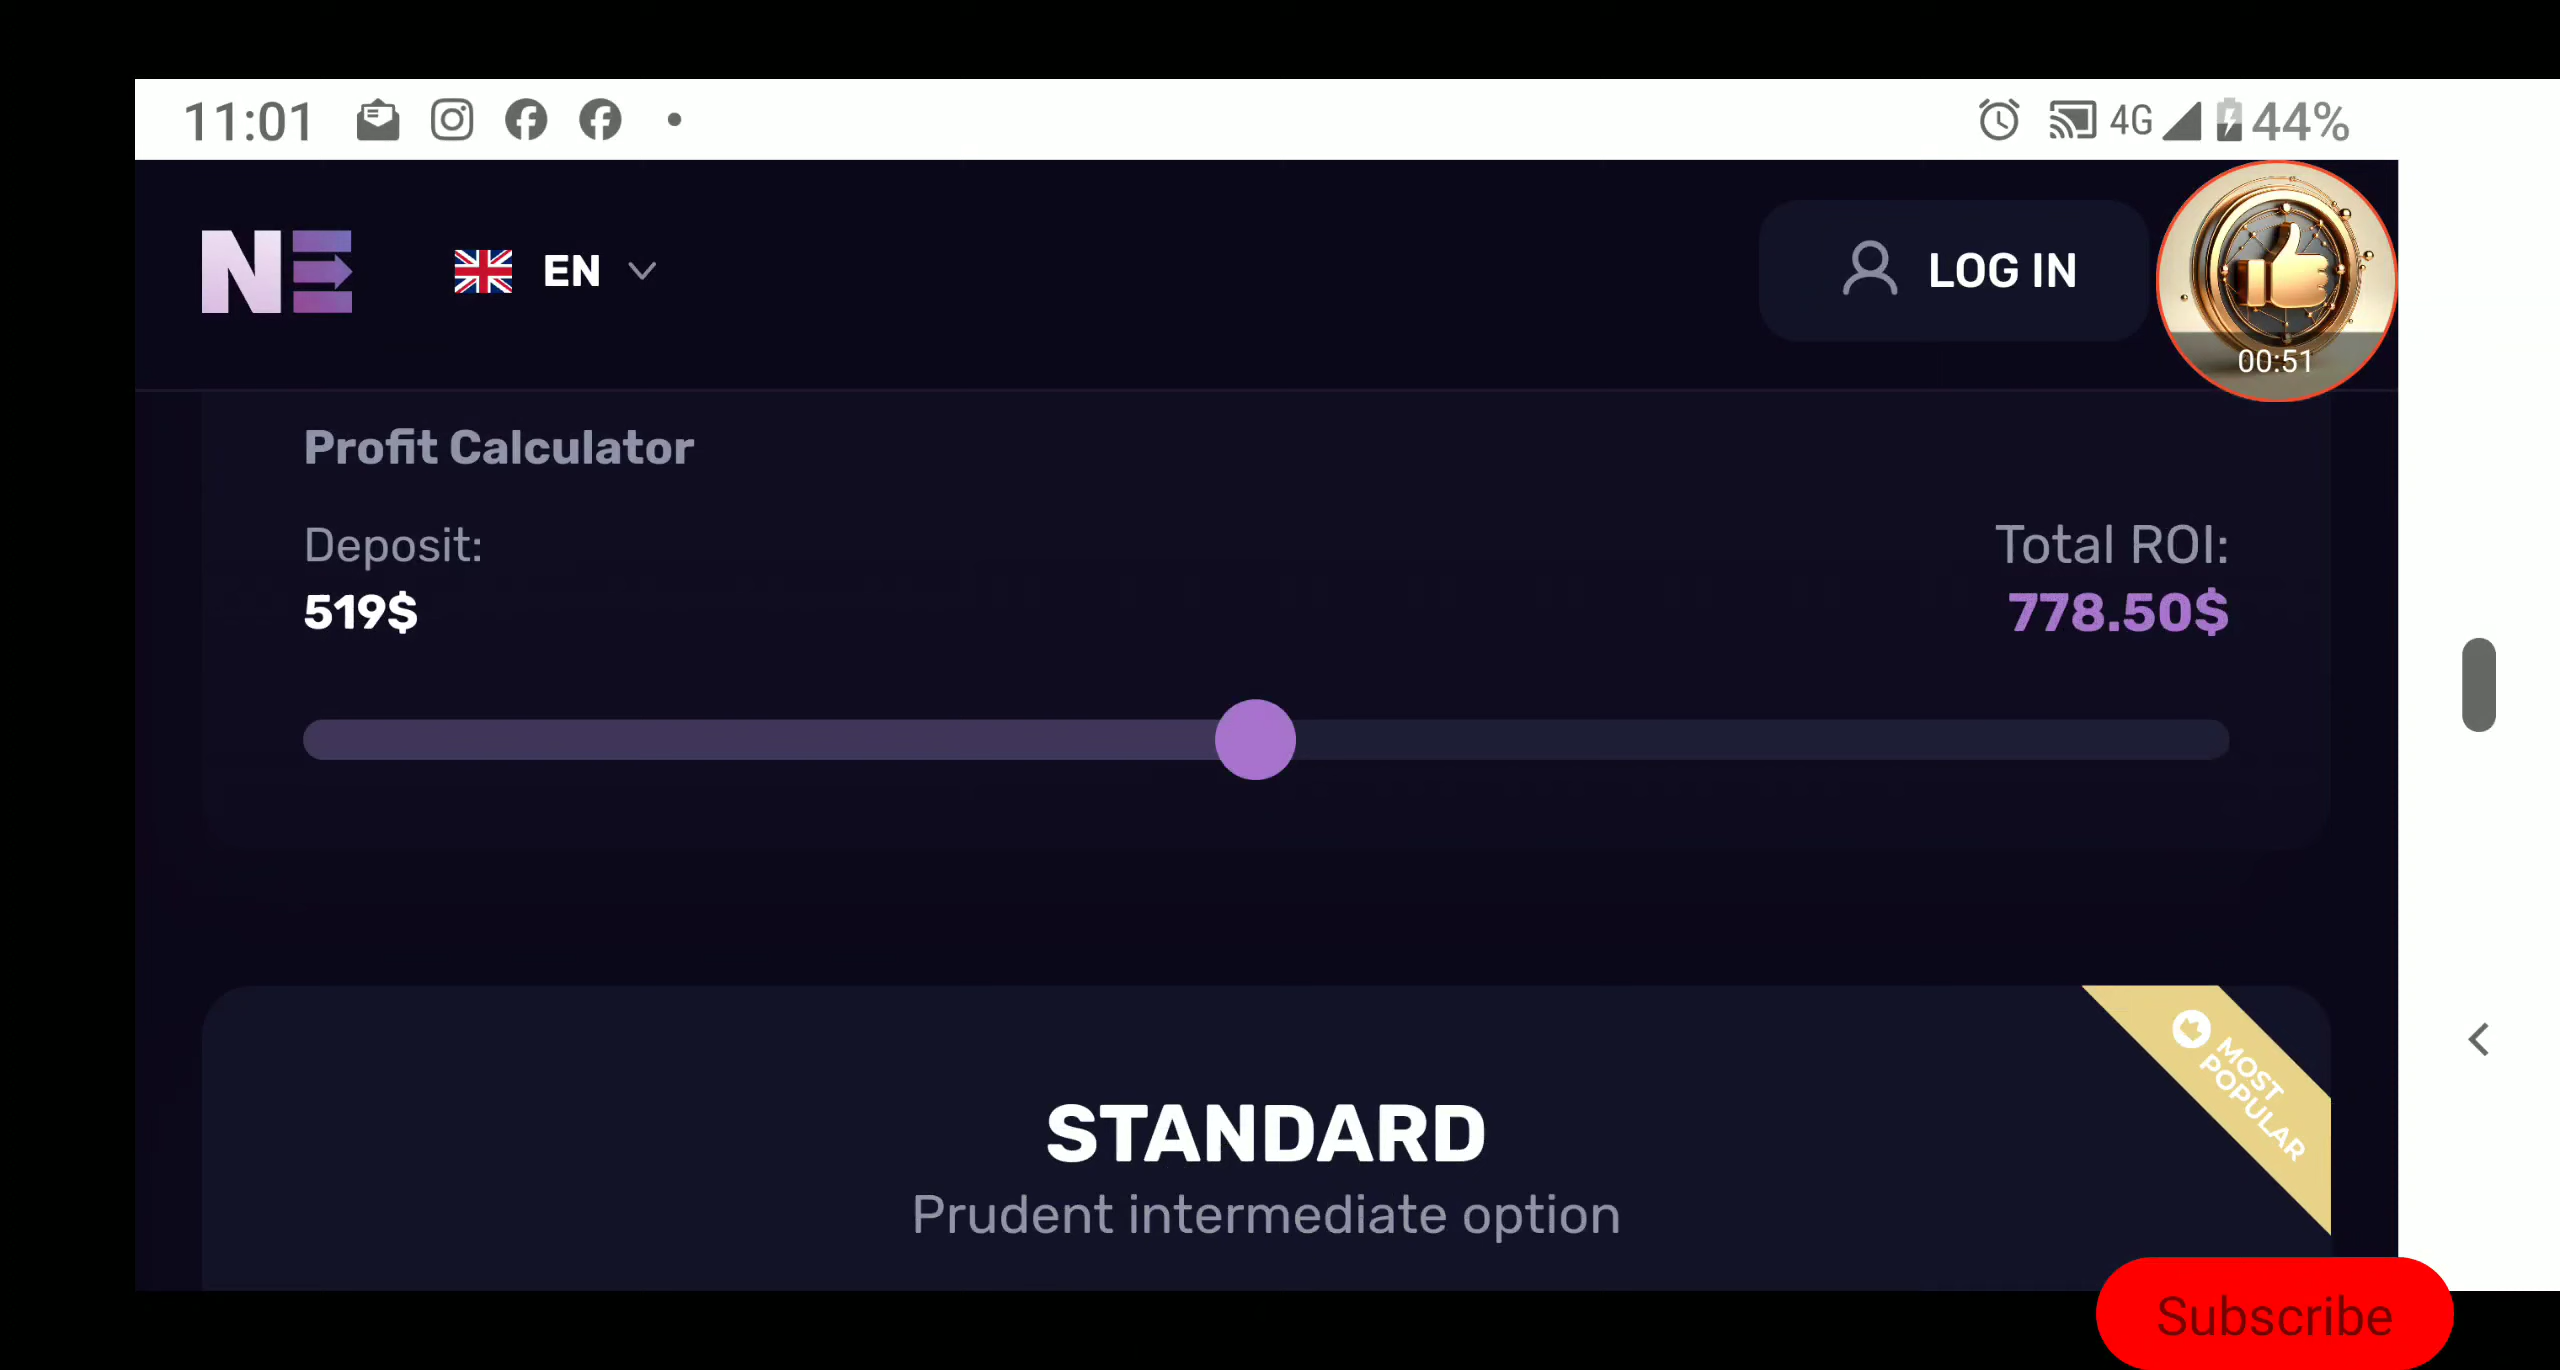 11:01
4G 44%
NE
EN
LOG IN
00:51
Profit Calculator
Deposit:
Total ROI:
519$
778.50$
MOST
POPULAR
STANDARD
Prudent intermediate option
Subscribe